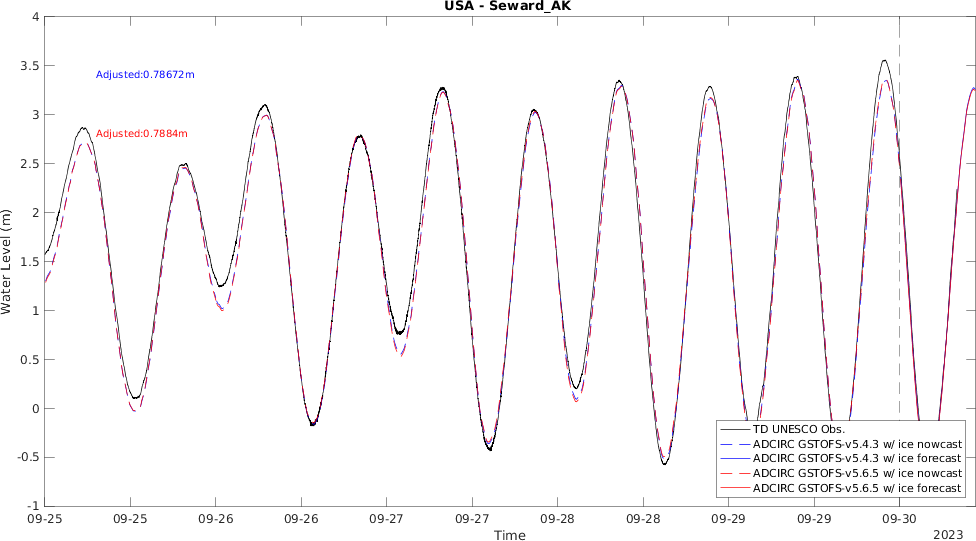 USA - Seward_AK
4
3.5
3
2.5
2
1.5
1
0.5
0
-0.5
-1
Water Level (m)
Adjusted:0.78672m
Adjusted:0.7884m
TD UNESCO Obs.
ADCIRC GSTOFS-v5.4.3 w/ ice nowcast
ADCIRC GSTOFS-v5.4.3 w/ ice forecast
ADCIRC GSTOFS-v5.6.5 w/ ice nowcast
ADCIRC GSTOFS-v5.6.5 w/ ice forecast
09-25 09-25 09-26 09-26 09-27 09-27 09-28 09-28 09-29 09-29 09-30
Time
2023